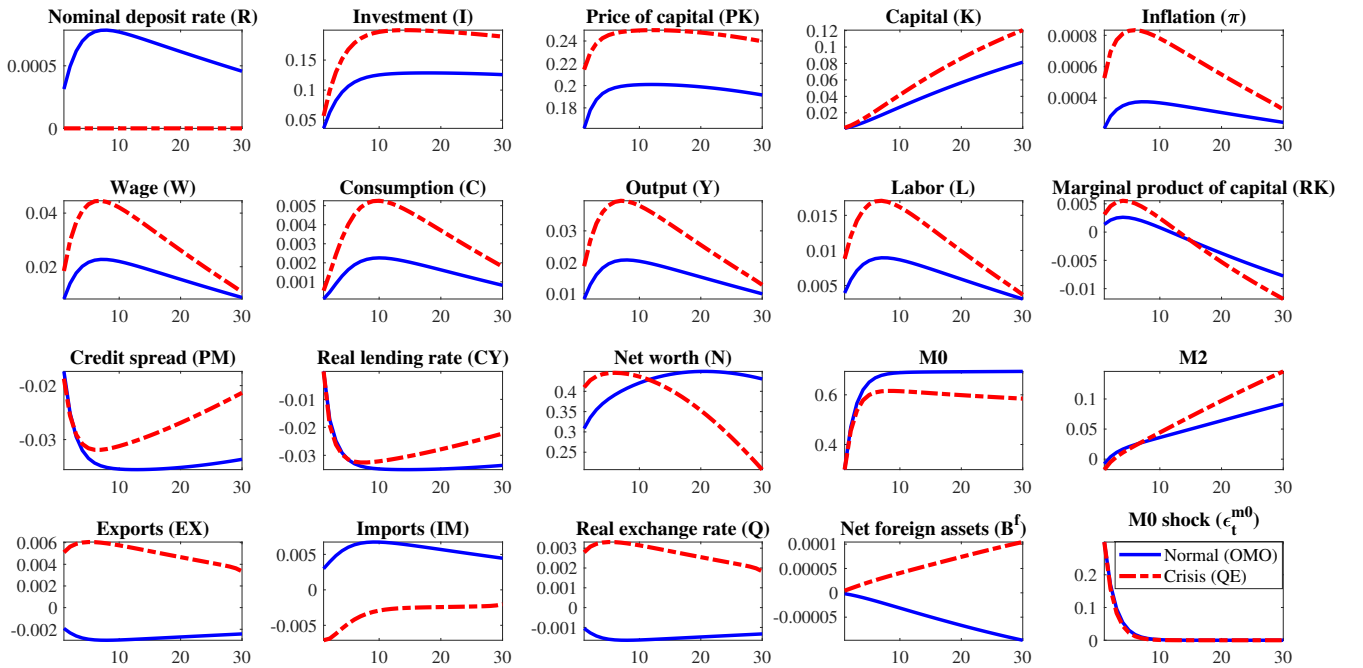 Nominal deposit rate (R)
0.0005
0
10 20 30
Investment (I)
0.15
0.1
0.05
10 20 30
Price of capital (PK)
0.24
0.22
0.2
0.18
10 20 30
Capital (K)
0.12
0.1
0.08
0.06
0.04
0.02
10 20 30
Inflation (π)
0.0008
0.0006
0.0004
10 20 30
Wage (W)
0.04
0.02
10 20 30
Consumption (C)
0.005
0.004
0.003
0.002
0.001
10 20 30
Output (Y)
0.03
0.02
0.01
10 20 30
Labor (L)
0.015
0.01
0.005
10 20 30
Marginal product of capital (RK)
0.005
0
-0.005
-0.01
10 20 30
Credit spread (PM)
-0.02
-0.03
10 20 30
Real lending rate (CY)
-0.01
-0.02
-0.03
10 20 30
Net worth (N)
0.4
0.35
0.3
0.25
10 20 30
M0
0.6
0.4
10 20 30
M2
0.1
0.05
0
10 20 30
Exports (EX)
0.006
0.004
0.002
0
-0.002
10 20 30
Imports (IM)
0.005
0
-0.005
10 20 30
Real exchange rate (Q)
0.003
0.002
0.001
0
-0.001
10 20 30
Net foreign assets (B^f)
0.0001
0.00005
0
-0.00005
10 20 30
M0 shock (ϵ_t^m0)
0.2
0.1
0
10 20 30
Normal (OMO)
Crisis (QE)